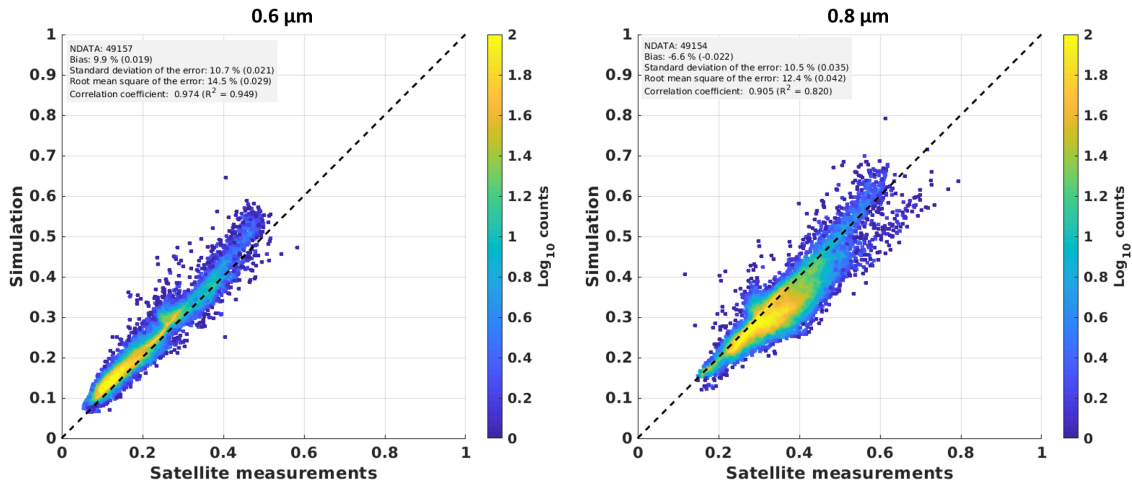 0.6 µm
NDATA: 49157
Bias: 9.9 % (0.019)
Standard deviation of the error: 10.7 % (0.021)
Root mean square of the error: 14.5 % (0.029)
Correlation coefficient: 0.974 (R² = 0.949)
1
0.9
0.8
0.7
0.6
0.5
0.4
0.3
0.2
0.1
0
Simulation
0 0.2 0.4 0.6 0.8 1
Satellite measurements
2
1.8
1.6
1.4
1.2
1
0.8
0.6
0.4
0.2
0
Log₁₀ counts
0.8 µm
NDATA: 49154
Bias: -6.6 % (-0.022)
Standard deviation of the error: 10.5 % (0.035)
Root mean square of the error: 12.4 % (0.042)
Correlation coefficient: 0.905 (R² = 0.820)
1
0.9
0.8
0.7
0.6
0.5
0.4
0.3
0.2
0.1
0
Simulation
0 0.2 0.4 0.6 0.8 1
Satellite measurements
2
1.8
1.6
1.4
1.2
1
0.8
0.6
0.4
0.2
0
Log₁₀ counts